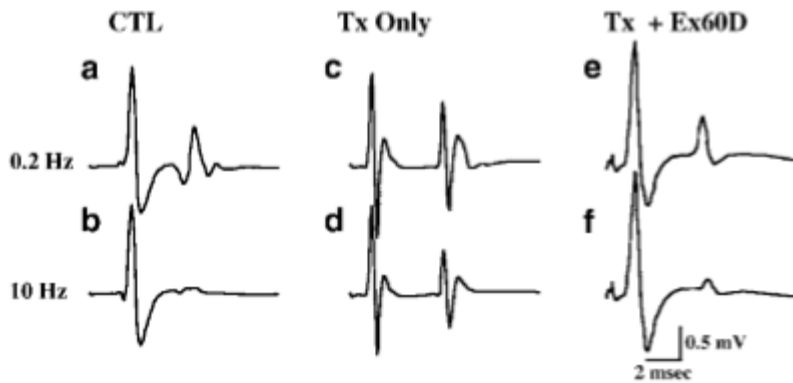 CTL Tx Only Tx + Ex60D
a c e
0.2 Hz
b d f
10 Hz
0.5 mV
2 msec